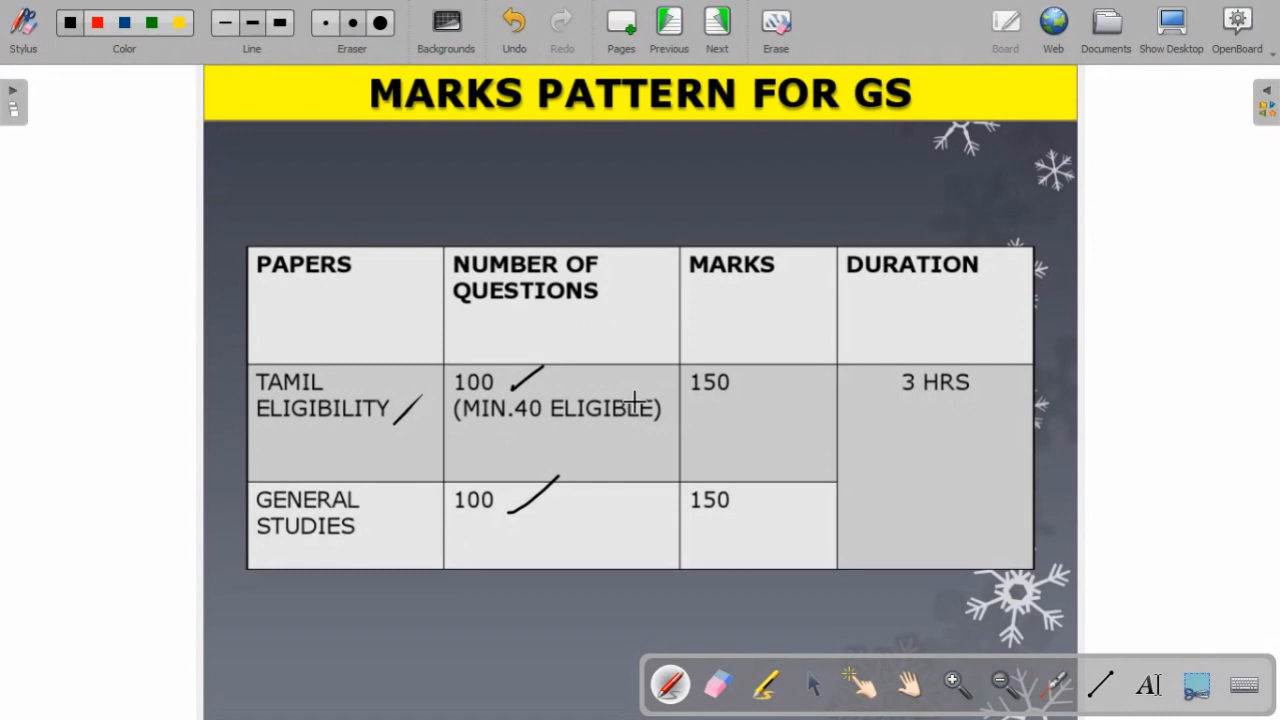 Stylus Color Line Eraser Backgrounds Undo Redo Pages Previous Next Erase Board Web Documents Show Desktop OpenBoard
MARKS PATTERN FOR GS
PAPERS
NUMBER OF
QUESTIONS
MARKS
DURATION
TAMIL
ELIGIBILITY
100
(MIN.40 ELIGIBLE)
150
3 HRS
GENERAL
STUDIES
100
150